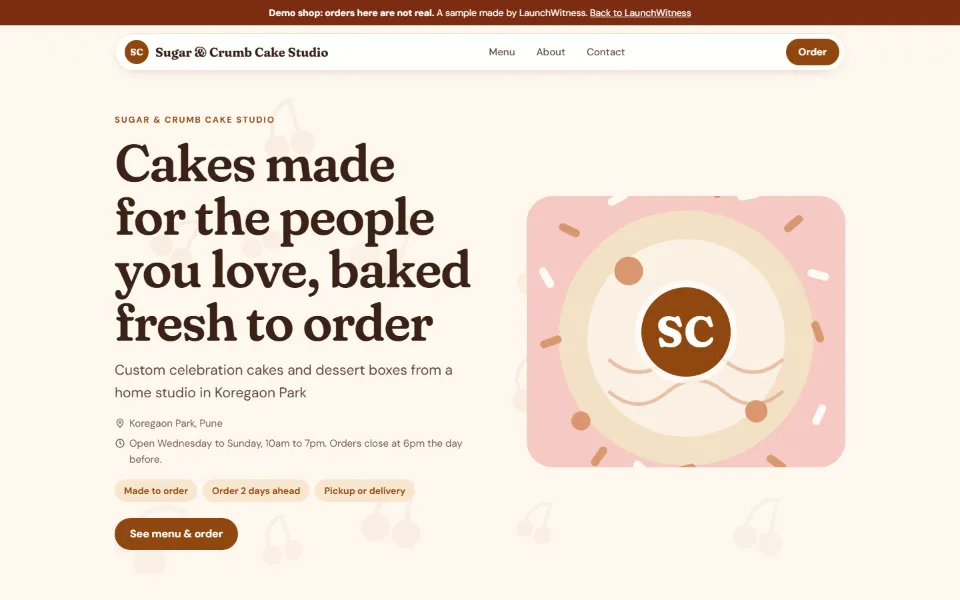 Demo shop: orders here are not real. A sample made by LaunchWitness. Back to LaunchWitness
SC Sugar & Crumb Cake Studio Menu About Contact Order
SUGAR & CRUMB CAKE STUDIO
Cakes made
for the people
you love, baked
fresh to order
Custom celebration cakes and dessert boxes from a
home studio in Koregaon Park
Koregaon Park, Pune
Open Wednesday to Sunday, 10am to 7pm. Orders close at 6pm the day
before.
Made to order Order 2 days ahead Pickup or delivery
See menu & order
SC